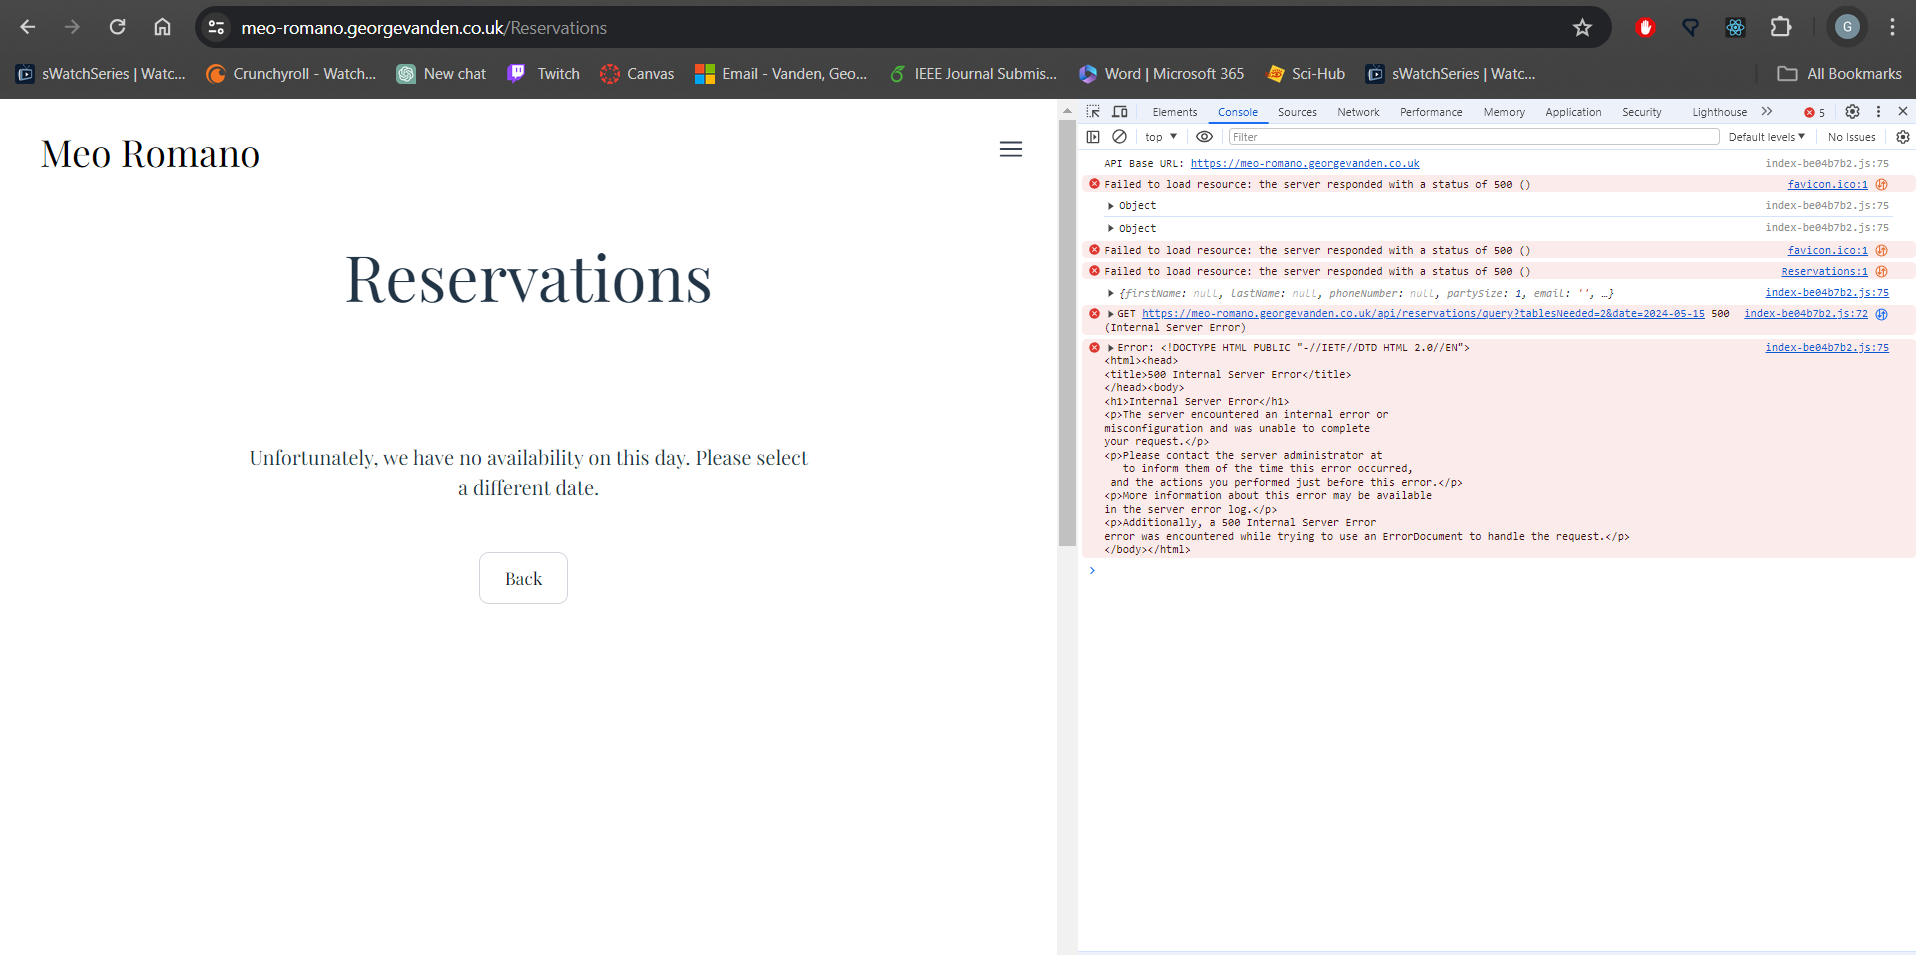 meo-romano.georgevanden.co.uk/Reservations
G
sWatchSeries | Watc...
Crunchyroll - Watch...
New chat
Twitch
Canvas
Email - Vanden, Geo...
IEEE Journal Submis...
Word | Microsoft 365
Sci-Hub
sWatchSeries | Watc...
All Bookmarks
Meo Romano
Reservations
Unfortunately, we have no availability on this day. Please select
a different date.
Back
Elements Console Sources Network Performance Memory Application Security Lighthouse 5
top Filter Default levels No Issues
API Base URL: https://meo-romano.georgevanden.co.uk index-be04b7b2.js:75
Failed to load resource: the server responded with a status of 500 () favicon.ico:1
Object index-be04b7b2.js:75
Object index-be04b7b2.js:75
Failed to load resource: the server responded with a status of 500 () favicon.ico:1
Failed to load resource: the server responded with a status of 500 () Reservations:1
{firstName: null, lastName: null, phoneNumber: null, partySize: 1, email: '', …} index-be04b7b2.js:75
GET https://meo-romano.georgevanden.co.uk/api/reservations/query?tablesNeeded=2&date=2024-05-15 500 index-be04b7b2.js:72
(Internal Server Error)
Error: <!DOCTYPE HTML PUBLIC "-//IETF//DTD HTML 2.0//EN"> index-be04b7b2.js:75
<html><head>
<title>500 Internal Server Error</title>
</head><body>
<h1>Internal Server Error</h1>
<p>The server encountered an internal error or
misconfiguration and was unable to complete
your request.</p>
<p>Please contact the server administrator at
to inform them of the time this error occurred,
and the actions you performed just before this error.</p>
<p>More information about this error may be available
in the server error log.</p>
<p>Additionally, a 500 Internal Server Error
error was encountered while trying to use an ErrorDocument to handle the request.</p>
</body></html>